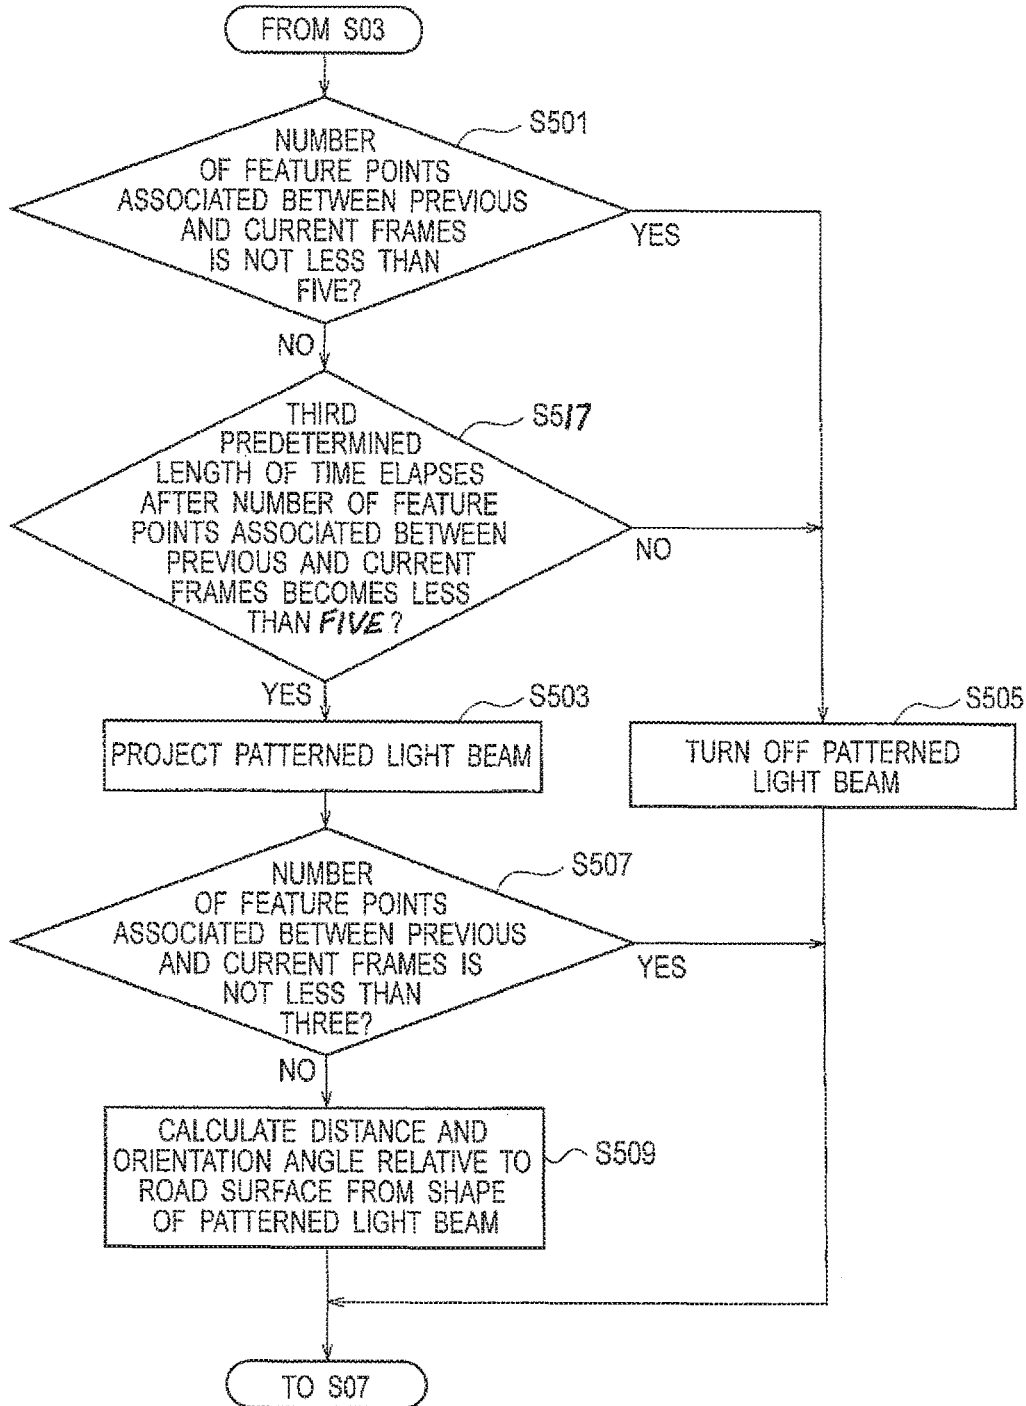 FROM S03
S501
NUMBER
OF FEATURE POINTS
ASSOCIATED BETWEEN PREVIOUS
AND CURRENT FRAMES
IS NOT LESS THAN
FIVE?
YES
NO
S517
THIRD
PREDETERMINED
LENGTH OF TIME ELAPSES
AFTER NUMBER OF FEATURE
POINTS ASSOCIATED BETWEEN
PREVIOUS AND CURRENT
FRAMES BECOMES LESS
THAN FIVE?
NO
YES
S503
PROJECT PATTERNED LIGHT BEAM
S505
TURN OFF PATTERNED
LIGHT BEAM
S507
NUMBER
OF FEATURE POINTS
ASSOCIATED BETWEEN PREVIOUS
AND CURRENT FRAMES IS
NOT LESS THAN
THREE?
YES
NO
CALCULATE DISTANCE AND
ORIENTATION ANGLE RELATIVE TO
ROAD SURFACE FROM SHAPE
OF PATTERNED LIGHT BEAM
S509
TO S07